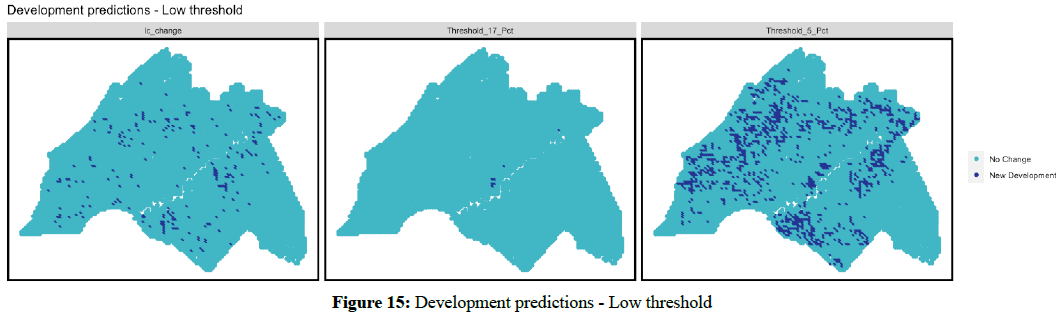 Development predictions - Low threshold
lc_change
Threshold_17_Pct
Threshold_5_Pct
No Change
New Development
Figure 15: Development predictions - Low threshold